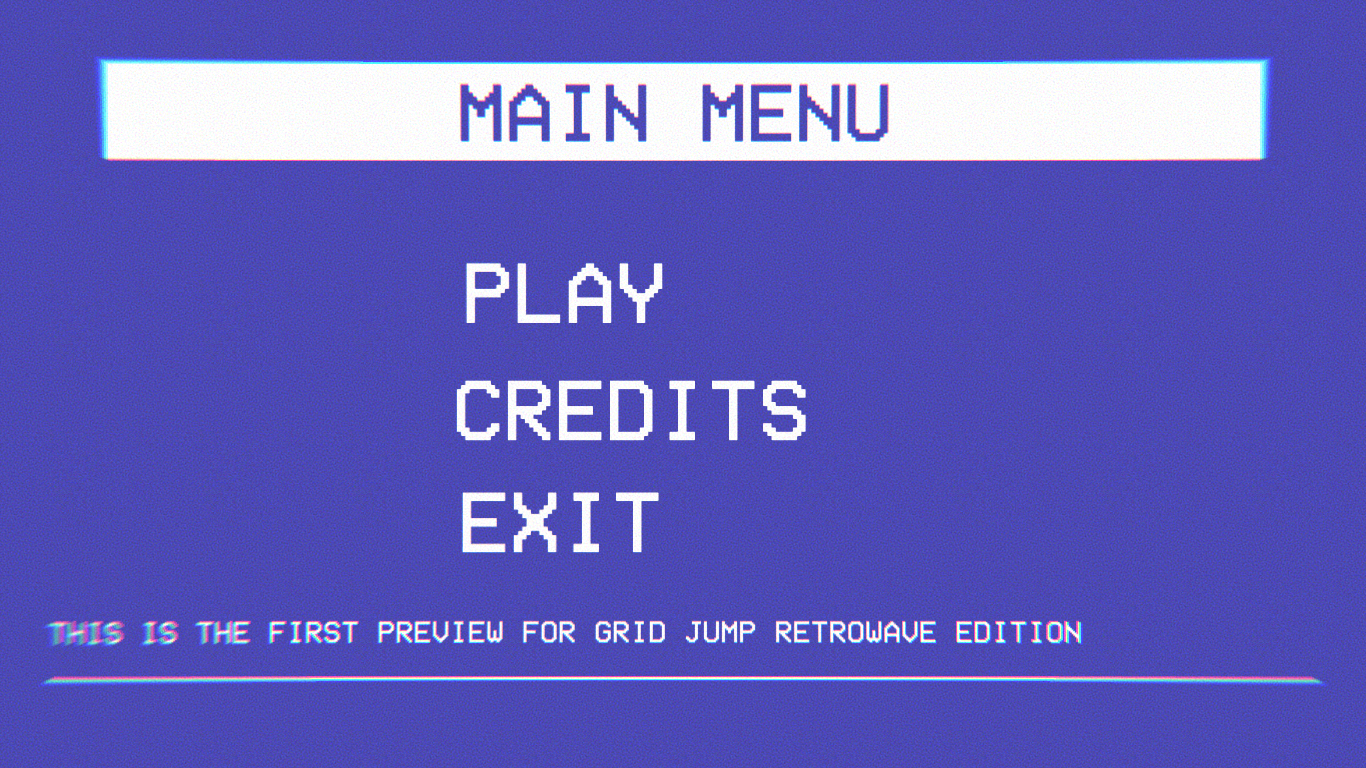 MAIN MENU
PLAY
CREDITS
EXIT
THIS IS THE FIRST PREVIEW FOR GRID JUMP RETROWAVE EDITION